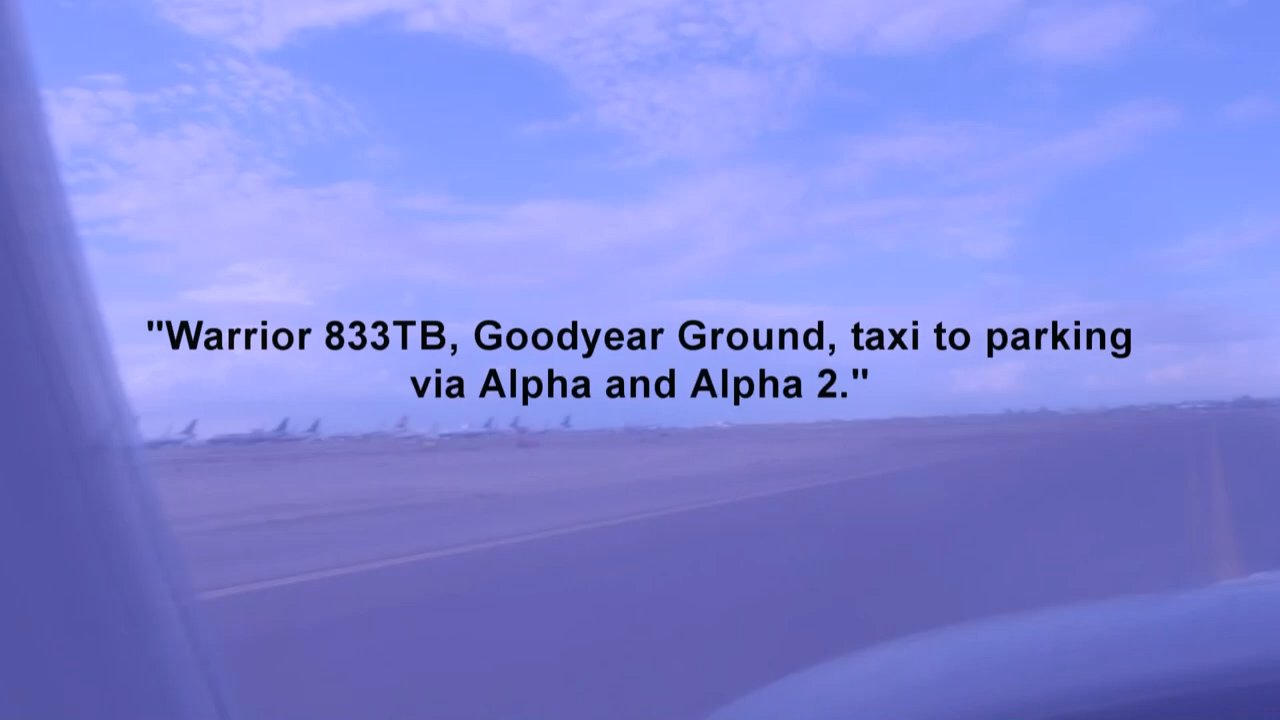 "Warrior 833TB, Goodyear Ground, taxi to parking
via Alpha and Alpha 2."